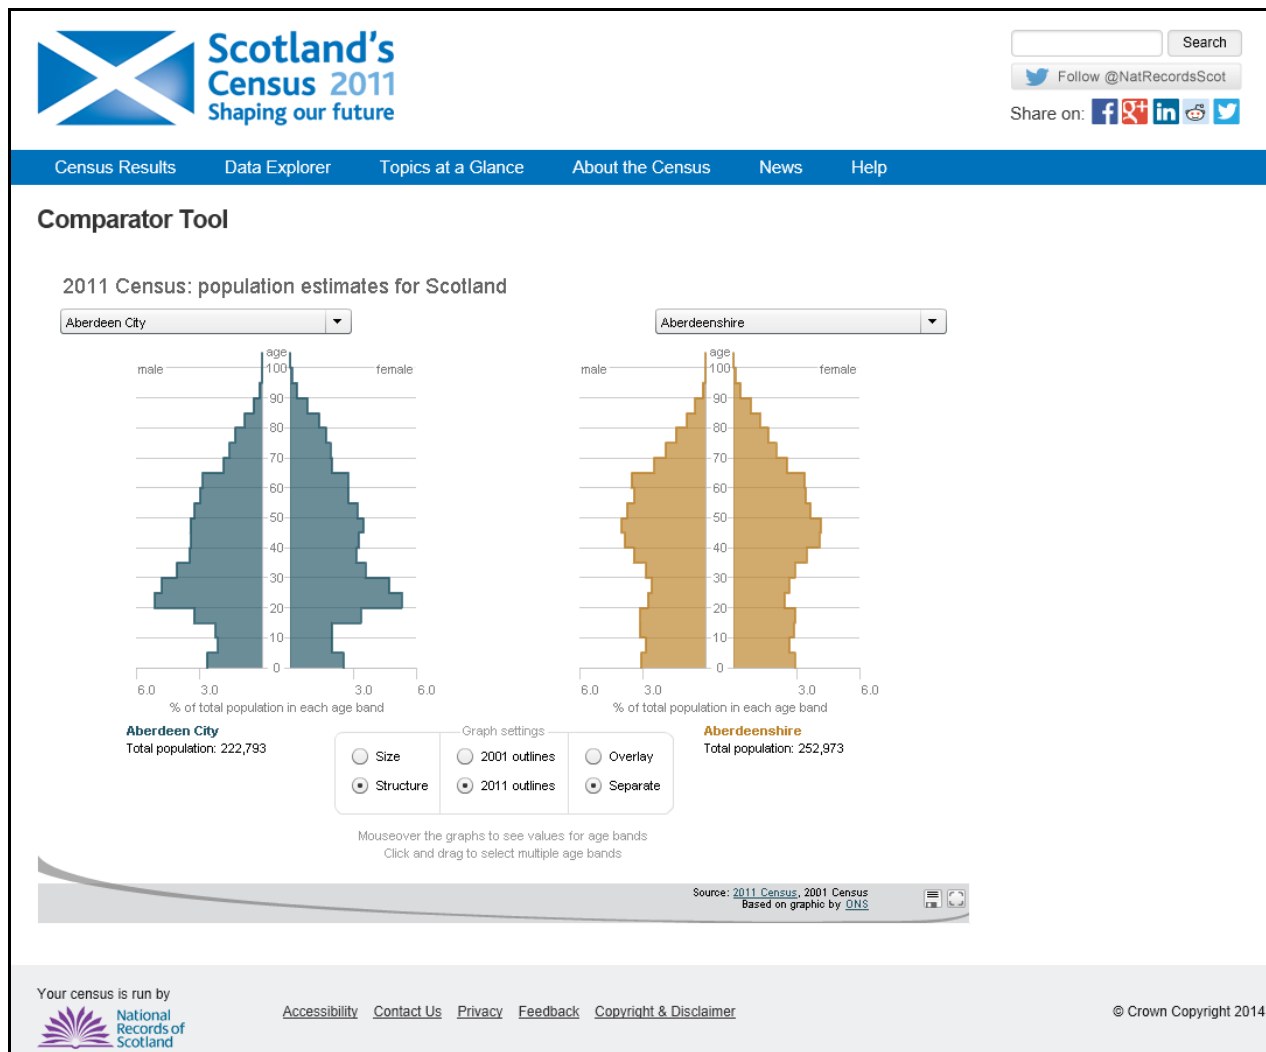 Scotland's
Census 2011
Shaping our future
Search
Follow @NatRecordsScot
Share on:
Census Results Data Explorer Topics at a Glance About the Census News Help
Comparator Tool
2011 Census: population estimates for Scotland
Aberdeen City
Aberdeenshire
male age female
100
90
80
70
60
50
40
30
20
10
0
6.0 3.0 3.0 6.0
% of total population in each age band
Aberdeen City
Total population: 222,793
male age female
100
90
80
70
60
50
40
30
20
10
0
6.0 3.0 3.0 6.0
% of total population in each age band
Aberdeenshire
Total population: 252,973
Graph settings
Size 2001 outlines Overlay
Structure 2011 outlines Separate
Mouseover the graphs to see values for age bands
Click and drag to select multiple age bands
Source: 2011 Census, 2001 Census
Based on graphic by ONS
Your census is run by
National
Records of
Scotland
Accessibility Contact Us Privacy Feedback Copyright & Disclaimer
© Crown Copyright 2014